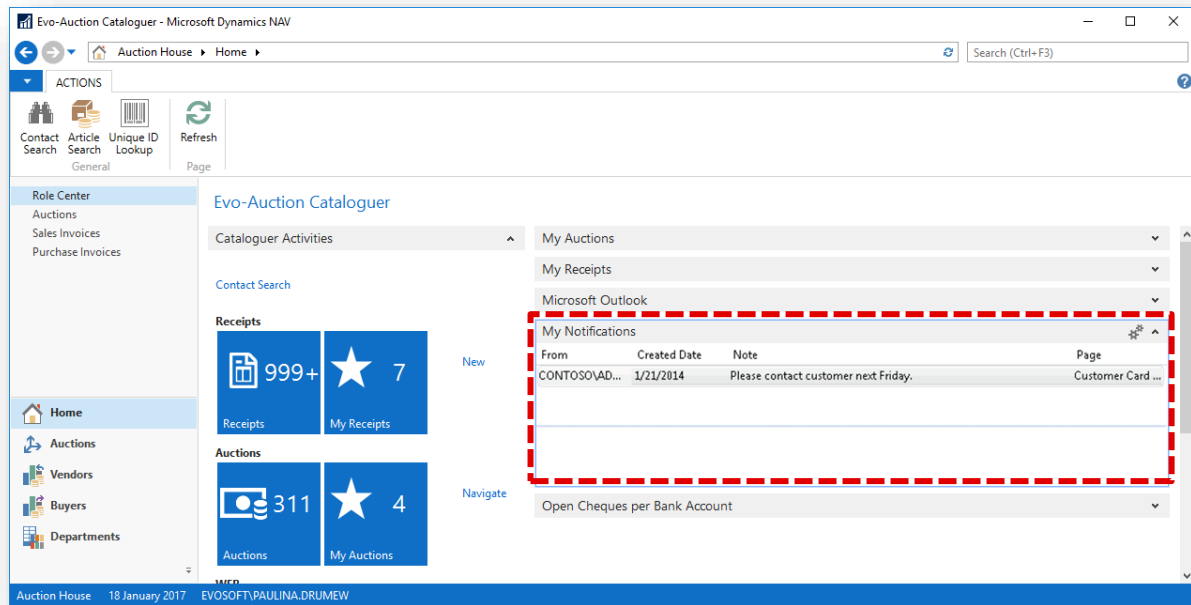 Evo-Auction Cataloguer - Microsoft Dynamics NAV
Auction House Home
Search (Ctrl+F3)
ACTIONS
Contact Search
Article Search
Unique ID Lookup
Refresh
General
Page
Role Center
Auctions
Sales Invoices
Purchase Invoices
Home
Auctions
Vendors
Buyers
Departments
Evo-Auction Cataloguer
Cataloguer Activities
Contact Search
Receipts
999+
Receipts
7
My Receipts
New
Auctions
311
Auctions
4
My Auctions
Navigate
WEB
My Auctions
My Receipts
Microsoft Outlook
My Notifications
From Created Date Note Page
CONTOSO\AD... 1/21/2014 Please contact customer next Friday. Customer Card ...
Open Cheques per Bank Account
Auction House 18 January 2017 EVOSOFT\PAULINA.DRUMEW